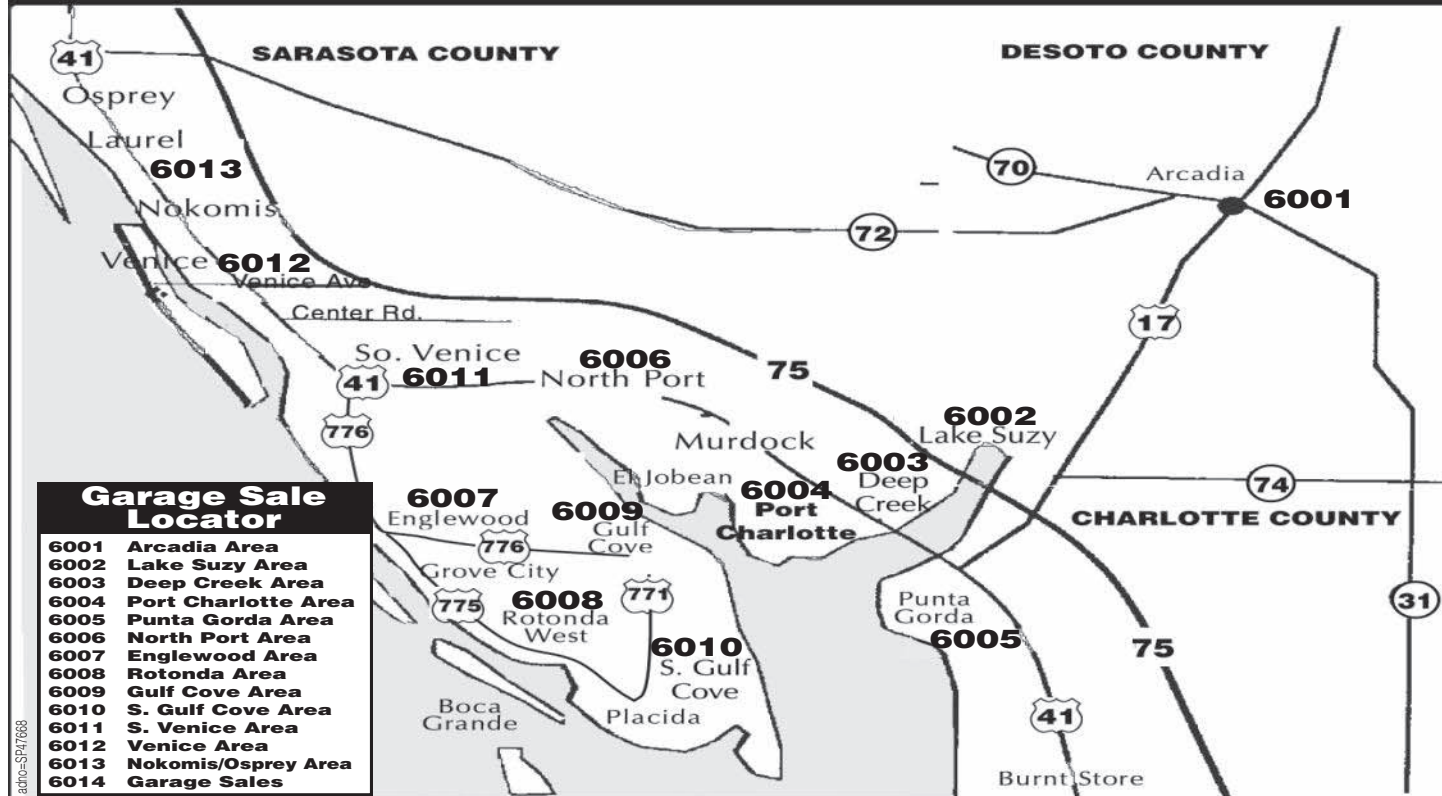 SARASOTA COUNTY
DESOTO COUNTY
41
Osprey
Laurel
6013
70
Arcadia
6001
Nokomis
72
Venice
6012
Venice Ave.
Center Rd.
17
So. Venice
6006
75
41
6011
North Port
776
6002
Murdock
Lake Suzy
6003
El Jobean
Deep
Creek
74
6004
Port
Charlotte
CHARLOTTE COUNTY
6007
6009
Englewood
Gulf
Cove
776
Grove City
775
6008
771
Rotonda
West
Punta
Gorda
6005
31
75
6010
S. Gulf
Cove
Boca
Grande
Placida
41
Burnt Store
Garage Sale
Locator
6001 Arcadia Area
6002 Lake Suzy Area
6003 Deep Creek Area
6004 Port Charlotte Area
6005 Punta Gorda Area
6006 North Port Area
6007 Englewood Area
6008 Rotonda Area
6009 Gulf Cove Area
6010 S. Gulf Cove Area
6011 S. Venice Area
6012 Venice Area
6013 Nokomis/Osprey Area
6014 Garage Sales
adno=SP47668